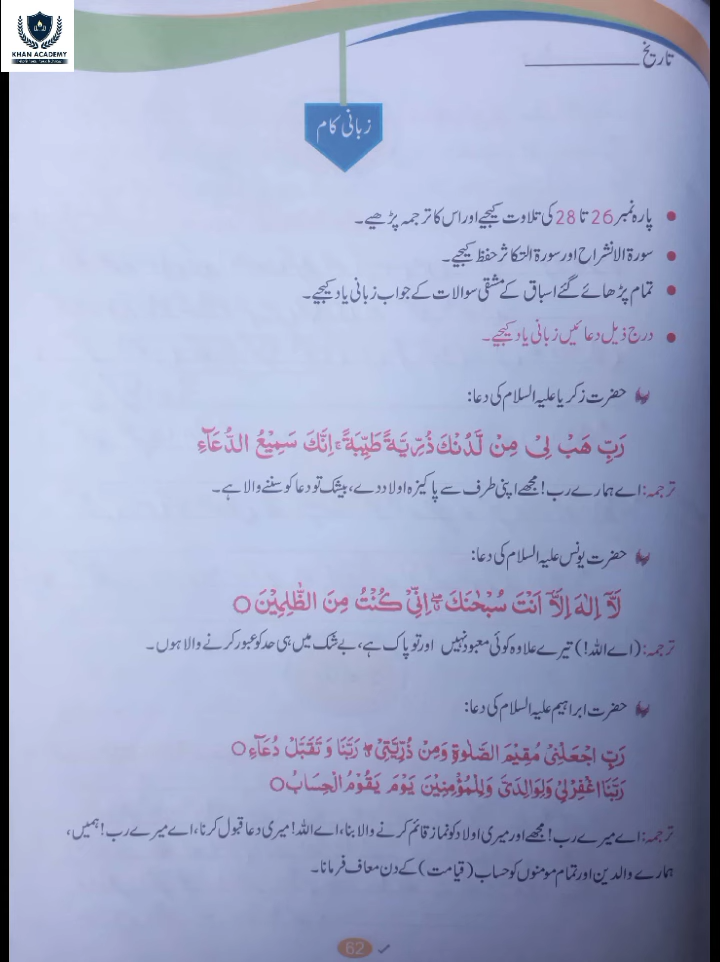 KHAN ACADEMY
تاریخ
زبانی کام
پارہ نمبر 26 تا 28 کی تلاوت کیجیے اور اس کا ترجمہ پڑھیے۔
سورۃ الانشراح اور سورۃ التکاثر حفظ کیجیے۔
تمام پڑھائے گئے اسباق کے مشقی سوالات کے جواب زبانی یاد کیجیے۔
درج ذیل دعائیں زبانی یاد کیجیے۔
حضرت زکریا علیہ السلام کی دعا:
رَبِّ هَبْ لِیْ مِنْ لَّدُنْكَ ذُرِّیَّةً طَیِّبَةً ۚ اِنَّكَ سَمِیْعُ الدُّعَآءِ
ترجمہ: اے ہمارے رب! مجھے اپنی طرف سے پاکیزہ اولاد دے، بیشک تو دعا کو سننے والا ہے۔
حضرت یونس علیہ السلام کی دعا:
لَآ اِلٰهَ اِلَّآ اَنْتَ سُبْحٰنَكَ ۖ اِنِّیْ كُنْتُ مِنَ الظّٰلِمِیْنَ ○
ترجمہ: (اے اللہ!) تیرے علاوہ کوئی معبود نہیں اور تو پاک ہے، بے شک میں ہی حد کو عبور کرنے والا ہوں۔
حضرت ابراہیم علیہ السلام کی دعا:
رَبِّ اجْعَلْنِیْ مُقِیْمَ الصَّلٰوةِ وَمِنْ ذُرِّیَّتِیْ ۖ رَبَّنَا وَ تَقَبَّلْ دُعَآءِ ○
رَبَّنَا اغْفِرْ لِیْ وَلِوَالِدَیَّ وَلِلْمُؤْمِنِیْنَ یَوْمَ یَقُوْمُ الْحِسَابُ ○
ترجمہ: اے میرے رب! مجھے اور میری اولاد کو نماز قائم کرنے والا بنا، اے اللہ! میری دعا قبول کرنا، اے میرے رب! ہمیں،
ہمارے والدین اور تمام مومنوں کو حساب (قیامت) کے دن معاف فرمانا۔
62